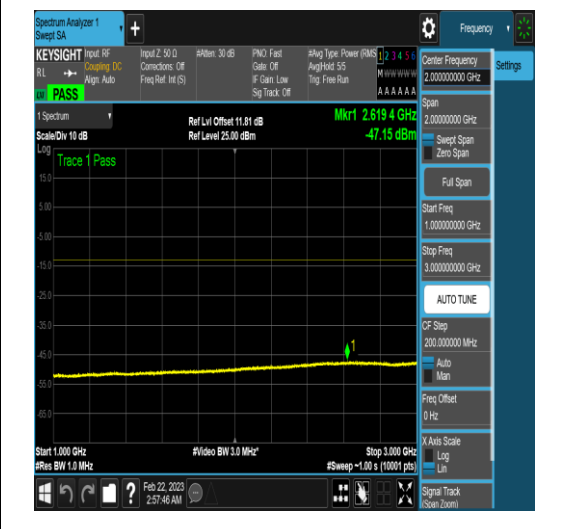 Spectrum Analyzer 1
Swept SA
Frequency
KEYSIGHT
RL
PASS
Input: RF
Coupling: DC
Align: Auto
Input Z: 50 Ω
Corrections: Off
Freq Ref: Int (S)
#Atten: 30 dB
PNO: Fast
Gate: Off
IF Gain: Low
Sig Track: Off
#Avg Type: Power (RMS)
Avg|Hold: 5/5
Trig: Free Run
1 2 3 4 5 6
M w w w w w
A A A A A A
1 Spectrum
Scale/Div 10 dB
Ref Lvl Offset 11.81 dB
Ref Level 25.00 dBm
Mkr1 2.619 4 GHz
-47.15 dBm
Log
Trace 1 Pass
15.0
5.00
-5.00
-15.0
-25.0
-35.0
-45.0
-55.0
-65.0
1
Start 1.000 GHz
#Res BW 1.0 MHz
#Video BW 3.0 MHz*
Stop 3.000 GHz
#Sweep ~1.00 s (10001 pts)
Feb 22, 2023
2:57:46 AM
Center Frequency
2.000000000 GHz
Settings
Span
2.00000000 GHz
Swept Span
Zero Span
Full Span
Start Freq
1.000000000 GHz
Stop Freq
3.000000000 GHz
AUTO TUNE
CF Step
200.000000 MHz
Auto
Man
Freq Offset
0 Hz
X Axis Scale
Log
Lin
Signal Track
(Span Zoom)